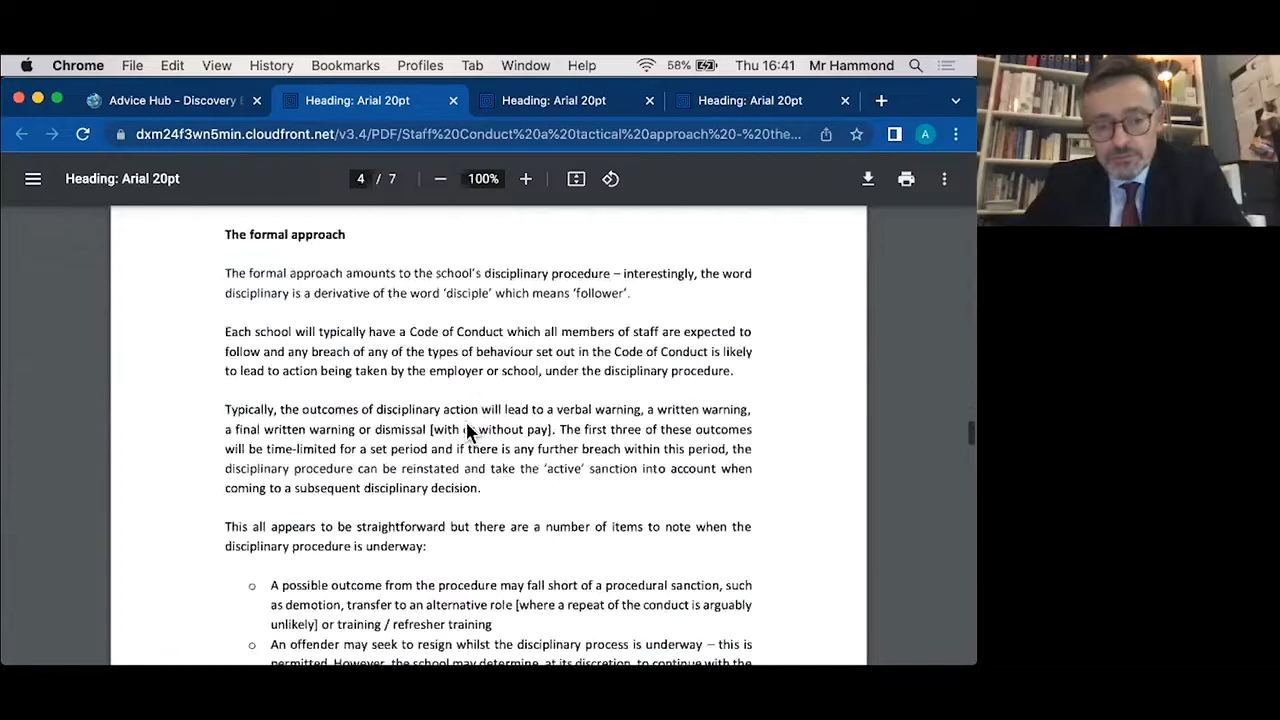 Chrome File Edit View History Bookmarks Profiles Tab Window Help 58% Thu 16:41 Mr Hammond
Advice Hub - Discovery E Heading: Arial 20pt Heading: Arial 20pt Heading: Arial 20pt
dxm24f3wn5min.cloudfront.net/v3.4/PDF/Staff%20Conduct%20a%20tactical%20approach%20-%20the... A
Heading: Arial 20pt 4 / 7 100%
The formal approach
The formal approach amounts to the school's disciplinary procedure – interestingly, the word
disciplinary is a derivative of the word 'disciple' which means 'follower'.
Each school will typically have a Code of Conduct which all members of staff are expected to
follow and any breach of any of the types of behaviour set out in the Code of Conduct is likely
to lead to action being taken by the employer or school, under the disciplinary procedure.
Typically, the outcomes of disciplinary action will lead to a verbal warning, a written warning,
a final written warning or dismissal [with without pay]. The first three of these outcomes
will be time-limited for a set period and if there is any further breach within this period, the
disciplinary procedure can be reinstated and take the 'active' sanction into account when
coming to a subsequent disciplinary decision.
This all appears to be straightforward but there are a number of items to note when the
disciplinary procedure is underway:
A possible outcome from the procedure may fall short of a procedural sanction, such
as demotion, transfer to an alternative role [where a repeat of the conduct is arguably
unlikely] or training / refresher training
An offender may seek to resign whilst the disciplinary process is underway – this is
permitted. However, the school may determine, at its discretion, to continue with the